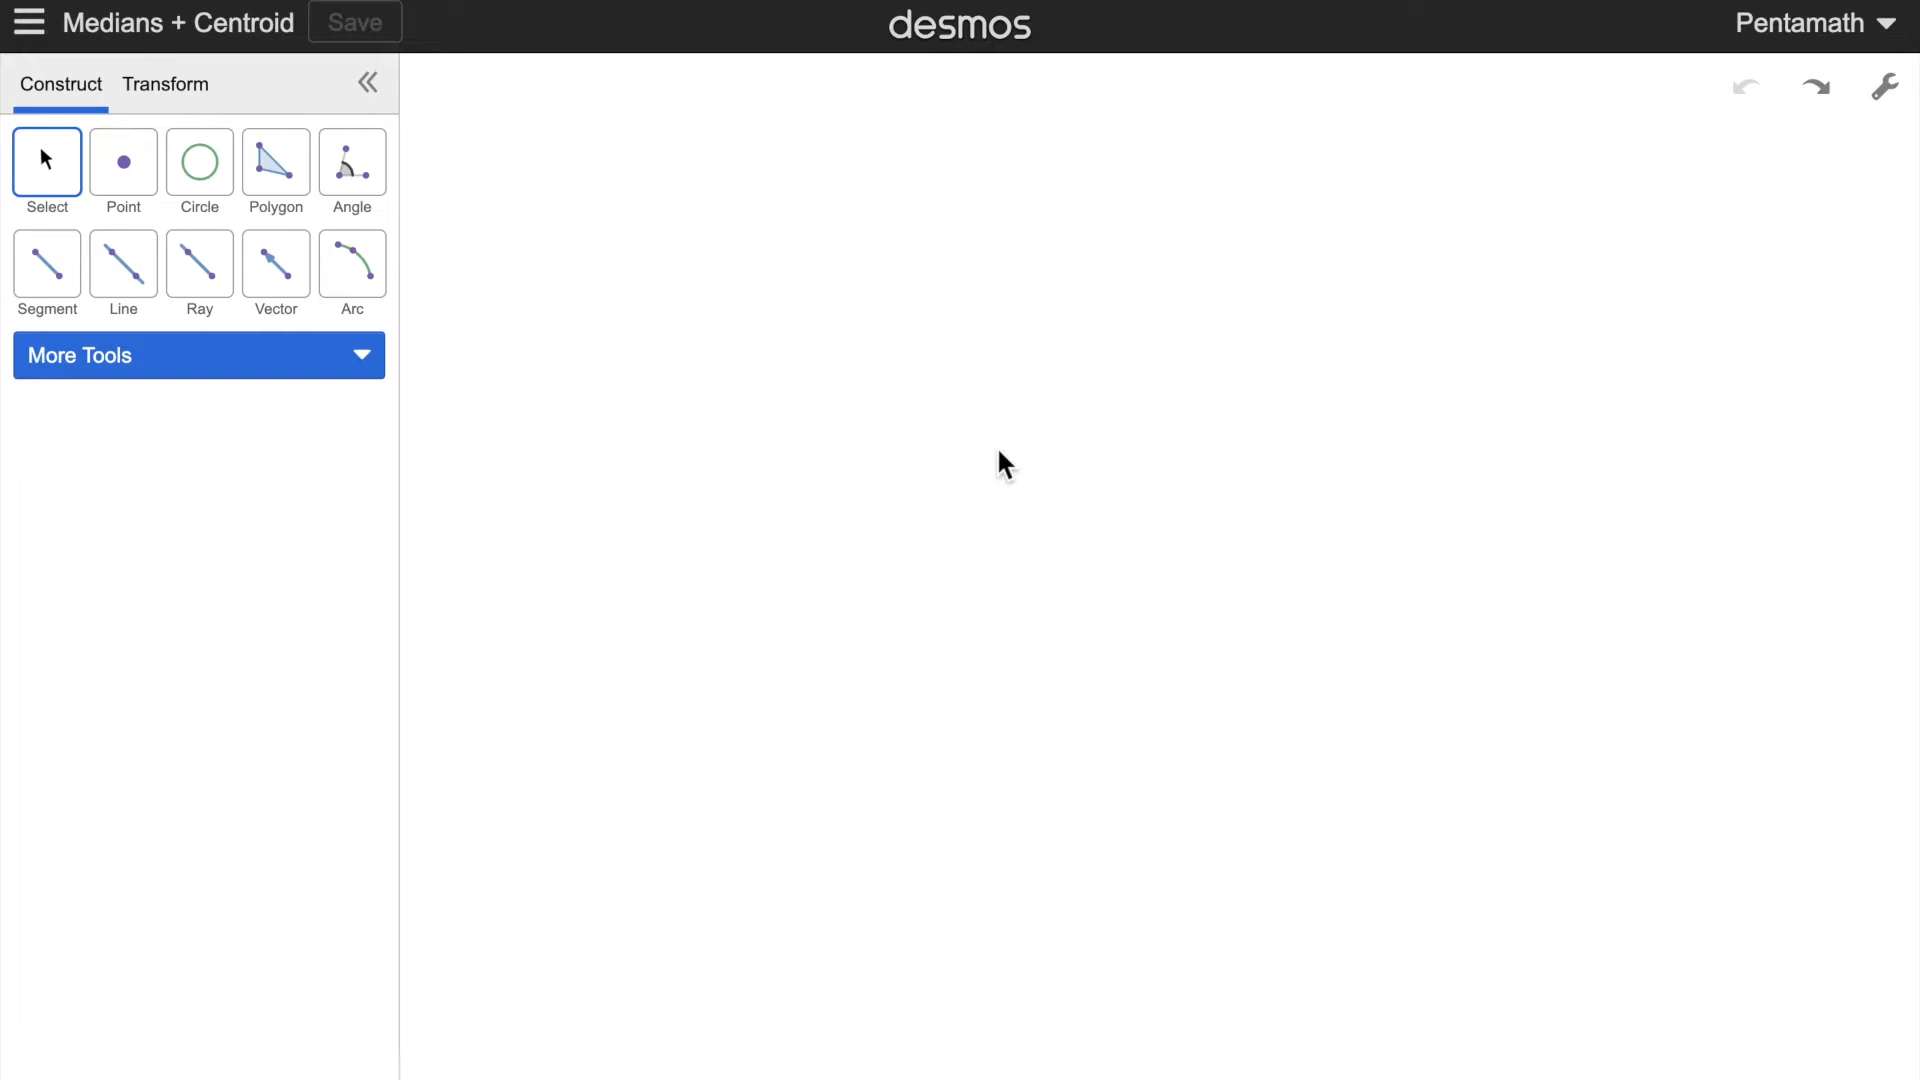 Medians + Centroid
Save
desmos
Pentamath
Construct
Transform
Select
Point
Circle
Polygon
Angle
Segment
Line
Ray
Vector
Arc
More Tools